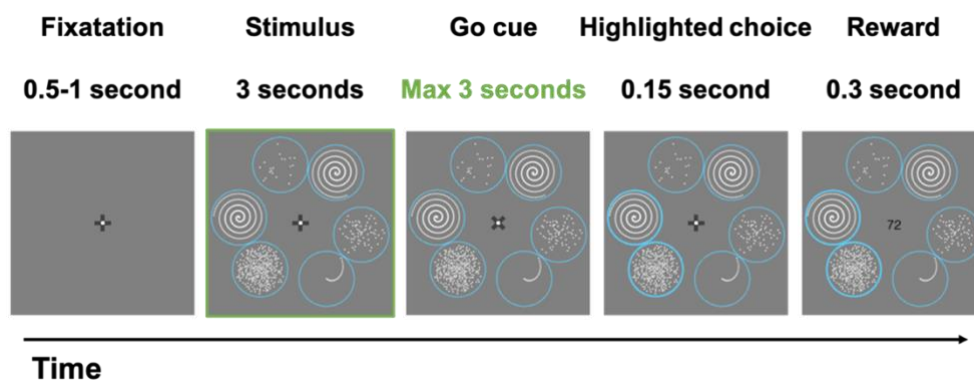 Fixatation Stimulus Go cue Highlighted choice Reward
0.5-1 second 3 seconds Max 3 seconds 0.15 second 0.3 second
72
Time